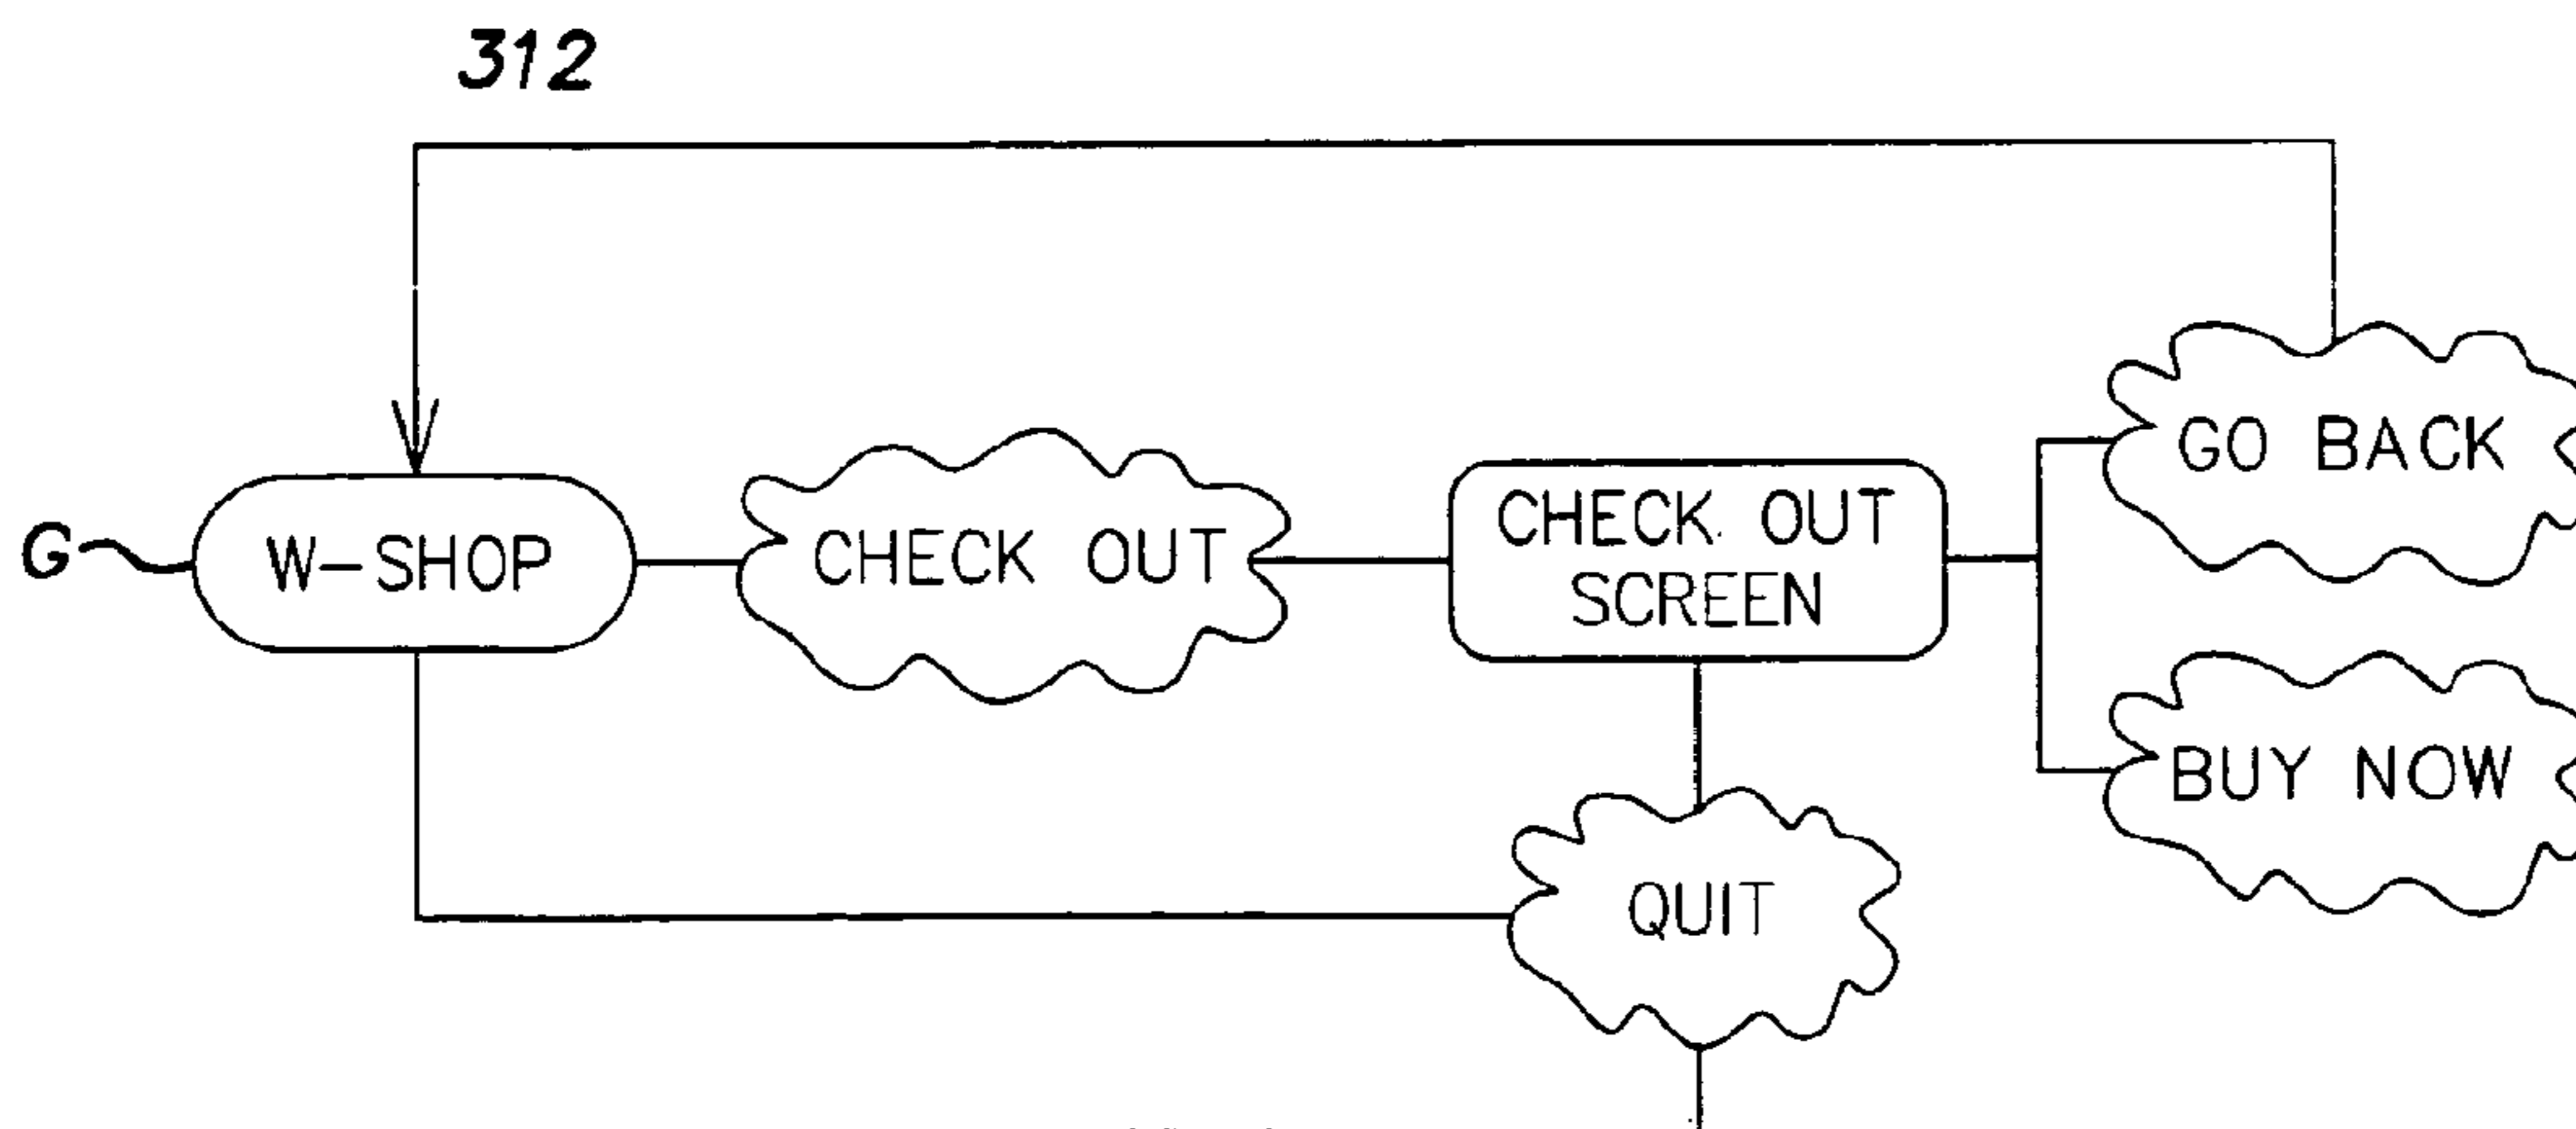 312
G
W-SHOP
CHECK OUT
CHECK OUT
SCREEN
GO BACK
BUY NOW
QUIT